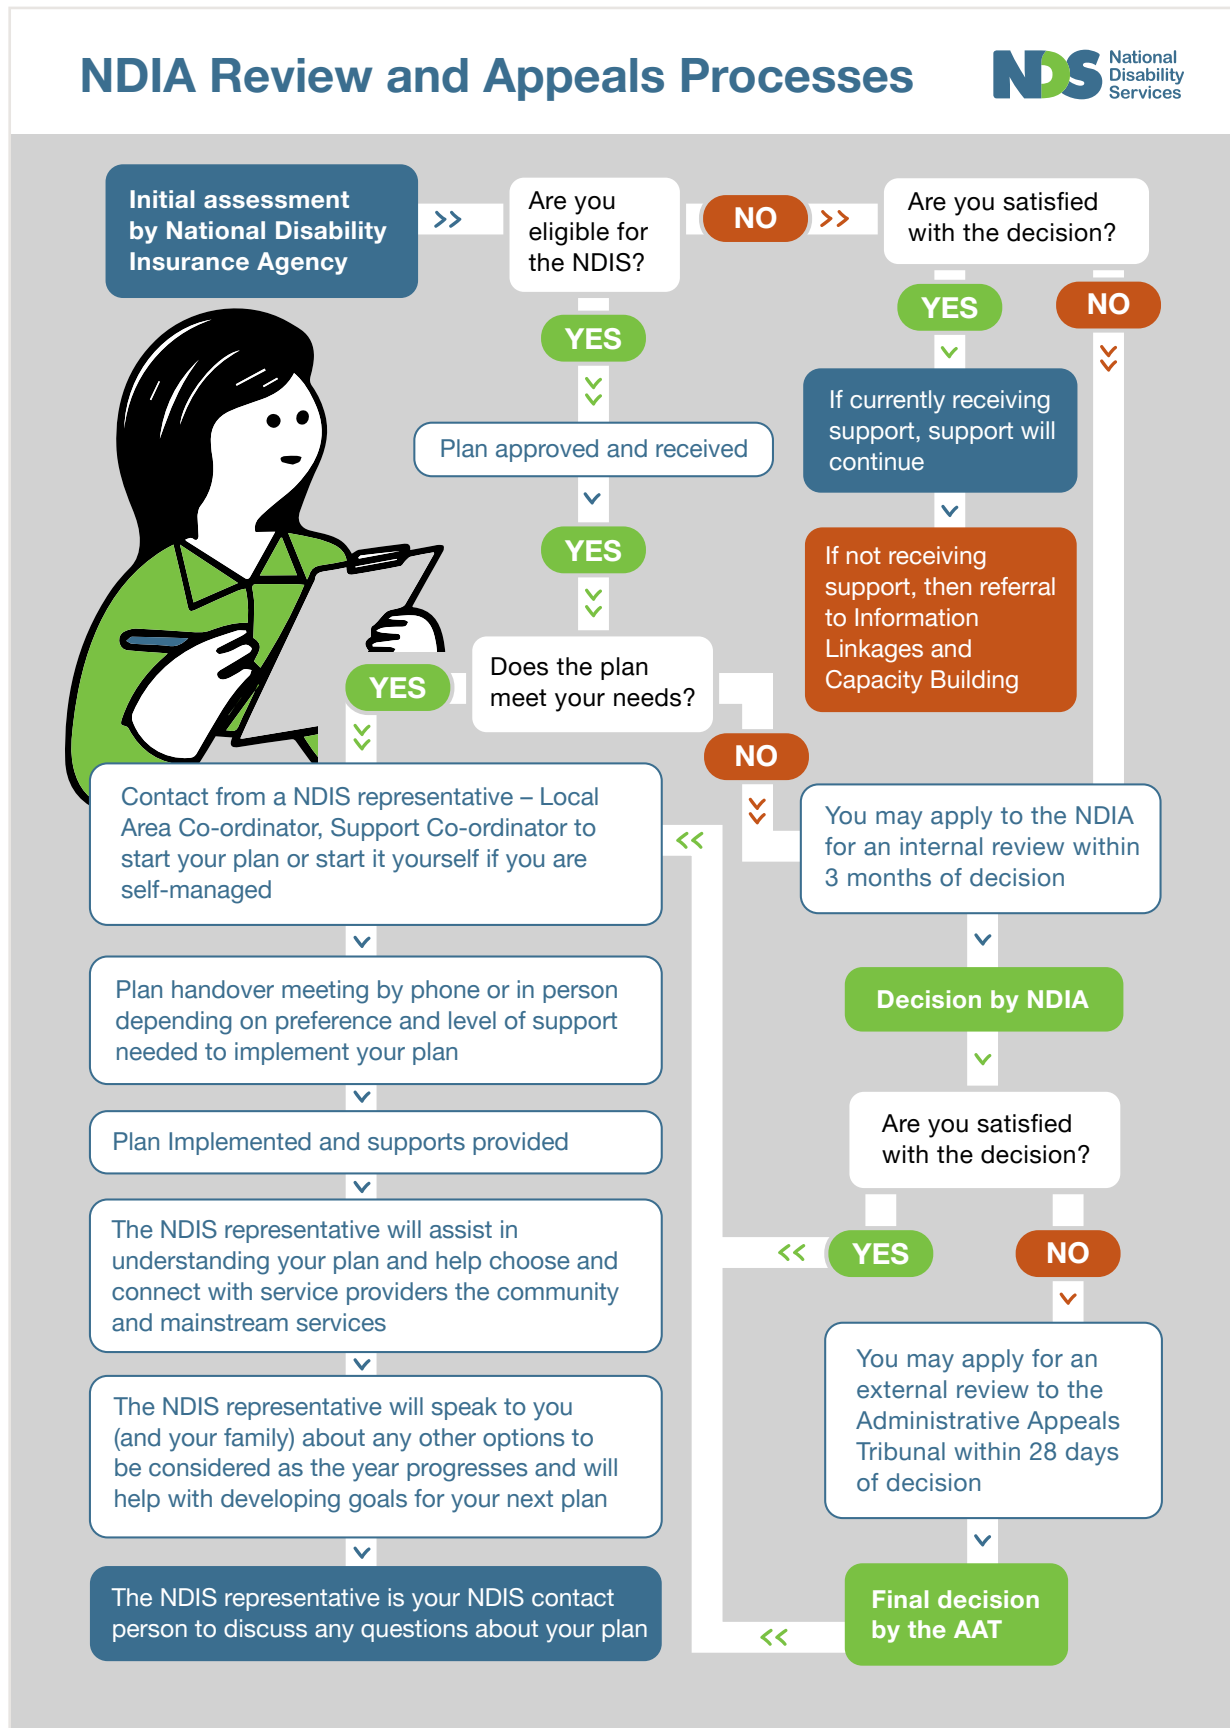 NDIA Review and Appeals Processes
NDS
National
Disability
Services
Initial assessment
by National Disability
Insurance Agency
Are you
eligible for
the NDIS?
NO
Are you satisfied
with the decision?
YES
YES
NO
Plan approved and received
If currently receiving
support, support will
continue
YES
If not receiving
support, then referral
to Information
Linkages and
Capacity Building
Does the plan
meet your needs?
YES
NO
Contact from a NDIS representative – Local
Area Co-ordinator, Support Co-ordinator to
start your plan or start it yourself if you are
self-managed
You may apply to the NDIA
for an internal review within
3 months of decision
Plan handover meeting by phone or in person
depending on preference and level of support
needed to implement your plan
Decision by NDIA
Plan Implemented and supports provided
Are you satisfied
with the decision?
The NDIS representative will assist in
understanding your plan and help choose and
connect with service providers the community
and mainstream services
YES
NO
The NDIS representative will speak to you
(and your family) about any other options to
be considered as the year progresses and will
help with developing goals for your next plan
You may apply for an
external review to the
Administrative Appeals
Tribunal within 28 days
of decision
The NDIS representative is your NDIS contact
person to discuss any questions about your plan
Final decision
by the AAT